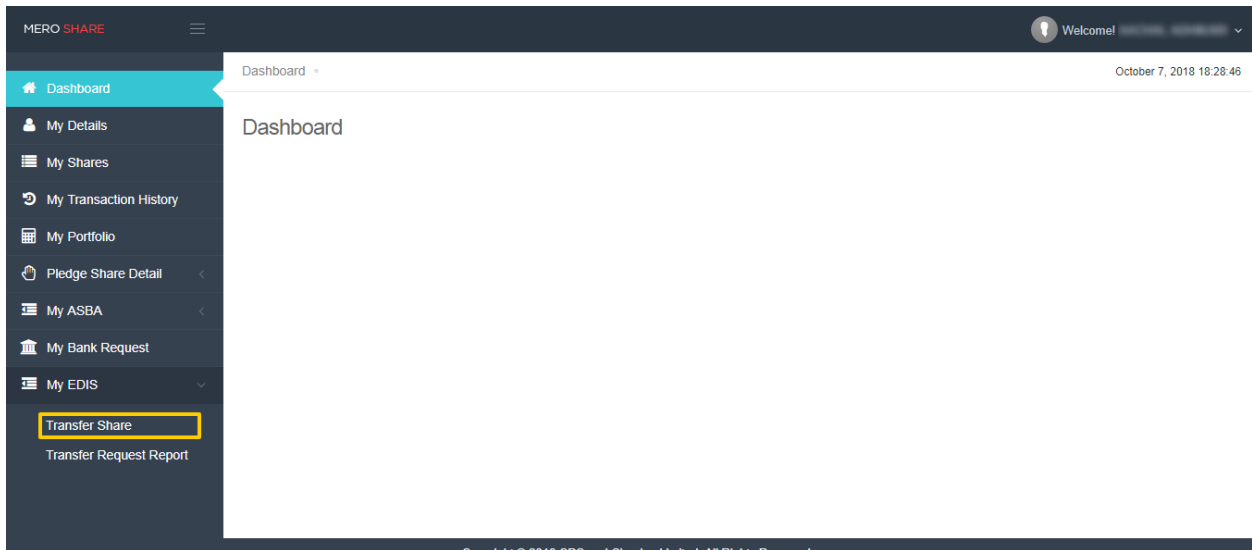 MERO SHARE
Welcome!
Dashboard
October 7, 2018 18:28:46
Dashboard
My Details
My Shares
My Transaction History
My Portfolio
Pledge Share Detail
My ASBA
My Bank Request
My EDIS
Transfer Share
Transfer Request Report
Dashboard